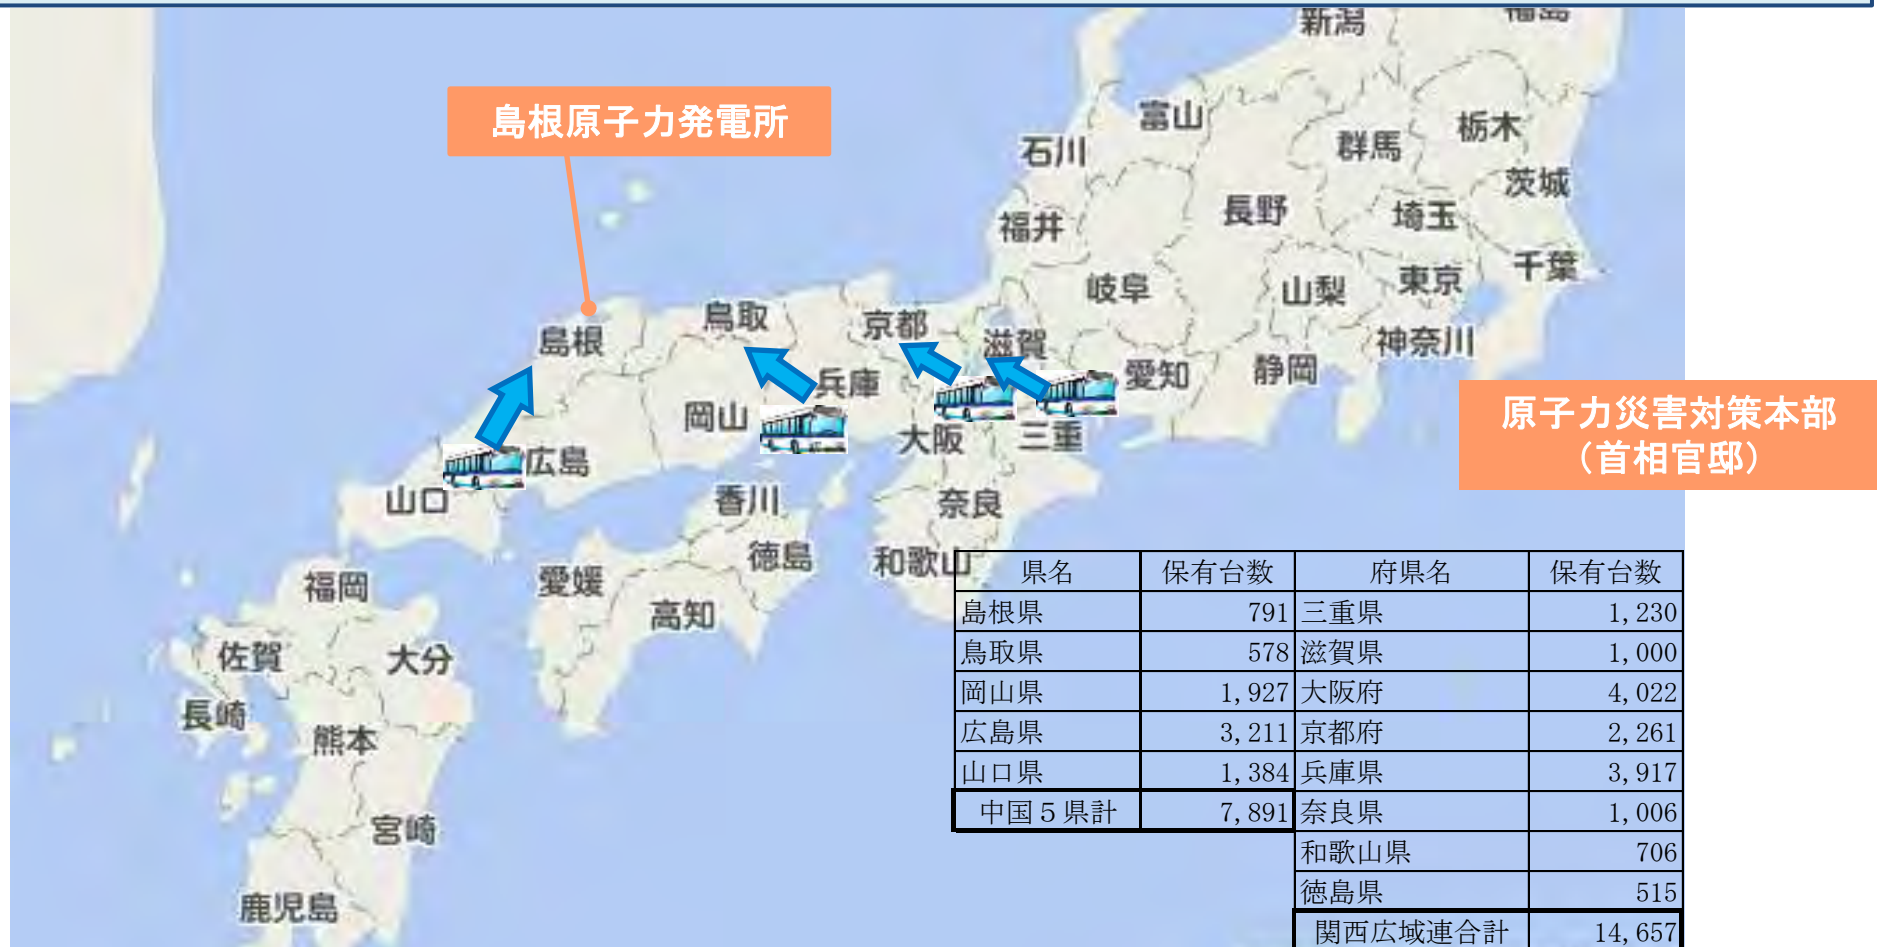 新潟
福島
島根原子力発電所
富山
石川
群馬
栃木
茨城
福井
長野
埼玉
千葉
岐阜
山梨
東京
鳥取
京都
島根
滋賀
神奈川
兵庫
愛知
静岡
岡山
大阪
三重
広島
原子力災害対策本部
（首相官邸）
山口
香川
奈良
徳島
和歌山
福岡
愛媛
高知
佐賀
大分
長崎
熊本
宮崎
鹿児島
県名 保有台数 府県名 保有台数
島根県 791 三重県 1,230
鳥取県 578 滋賀県 1,000
岡山県 1,927 大阪府 4,022
広島県 3,211 京都府 2,261
山口県 1,384 兵庫県 3,917
中国５県計 7,891 奈良県 1,006
和歌山県 706
徳島県 515
関西広域連合計 14,657